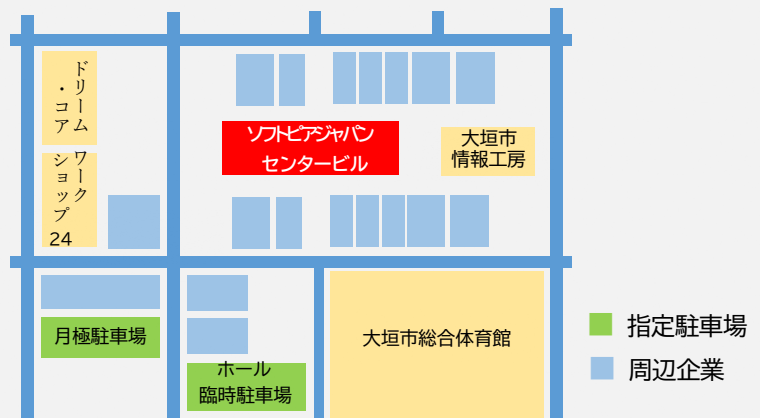 ドリーム
・コア
ワーク
ショップ
24
ソフトピアジャパン
センタービル
大垣市
情報工房
月極駐車場
ホール
臨時駐車場
大垣市総合体育館
指定駐車場
周辺企業